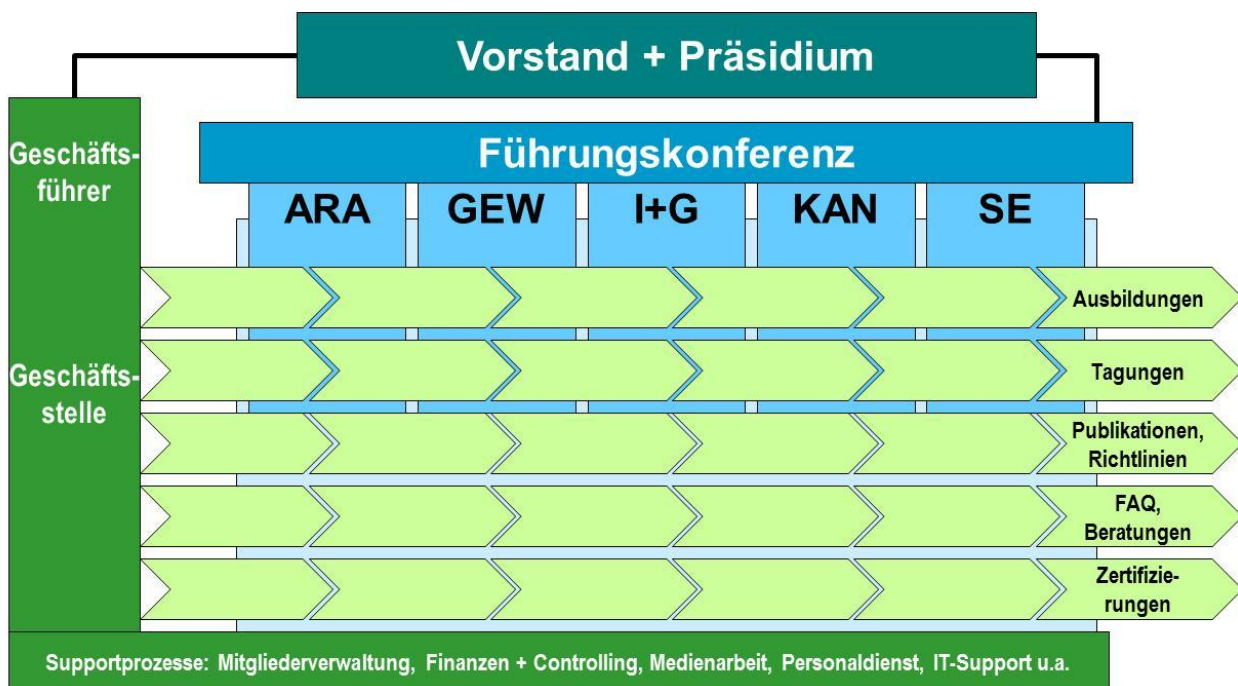 Vorstand + Präsidium
Geschäfts-
führer
Führungskonferenz
ARA GEW I+G KAN SE
Ausbildungen
Geschäfts-
stelle
Tagungen
Publikationen,
Richtlinien
FAQ,
Beratungen
Zertifizie-
rungen
Supportprozesse: Mitgliederverwaltung, Finanzen + Controlling, Medienarbeit, Personaldienst, IT-Support u.a.